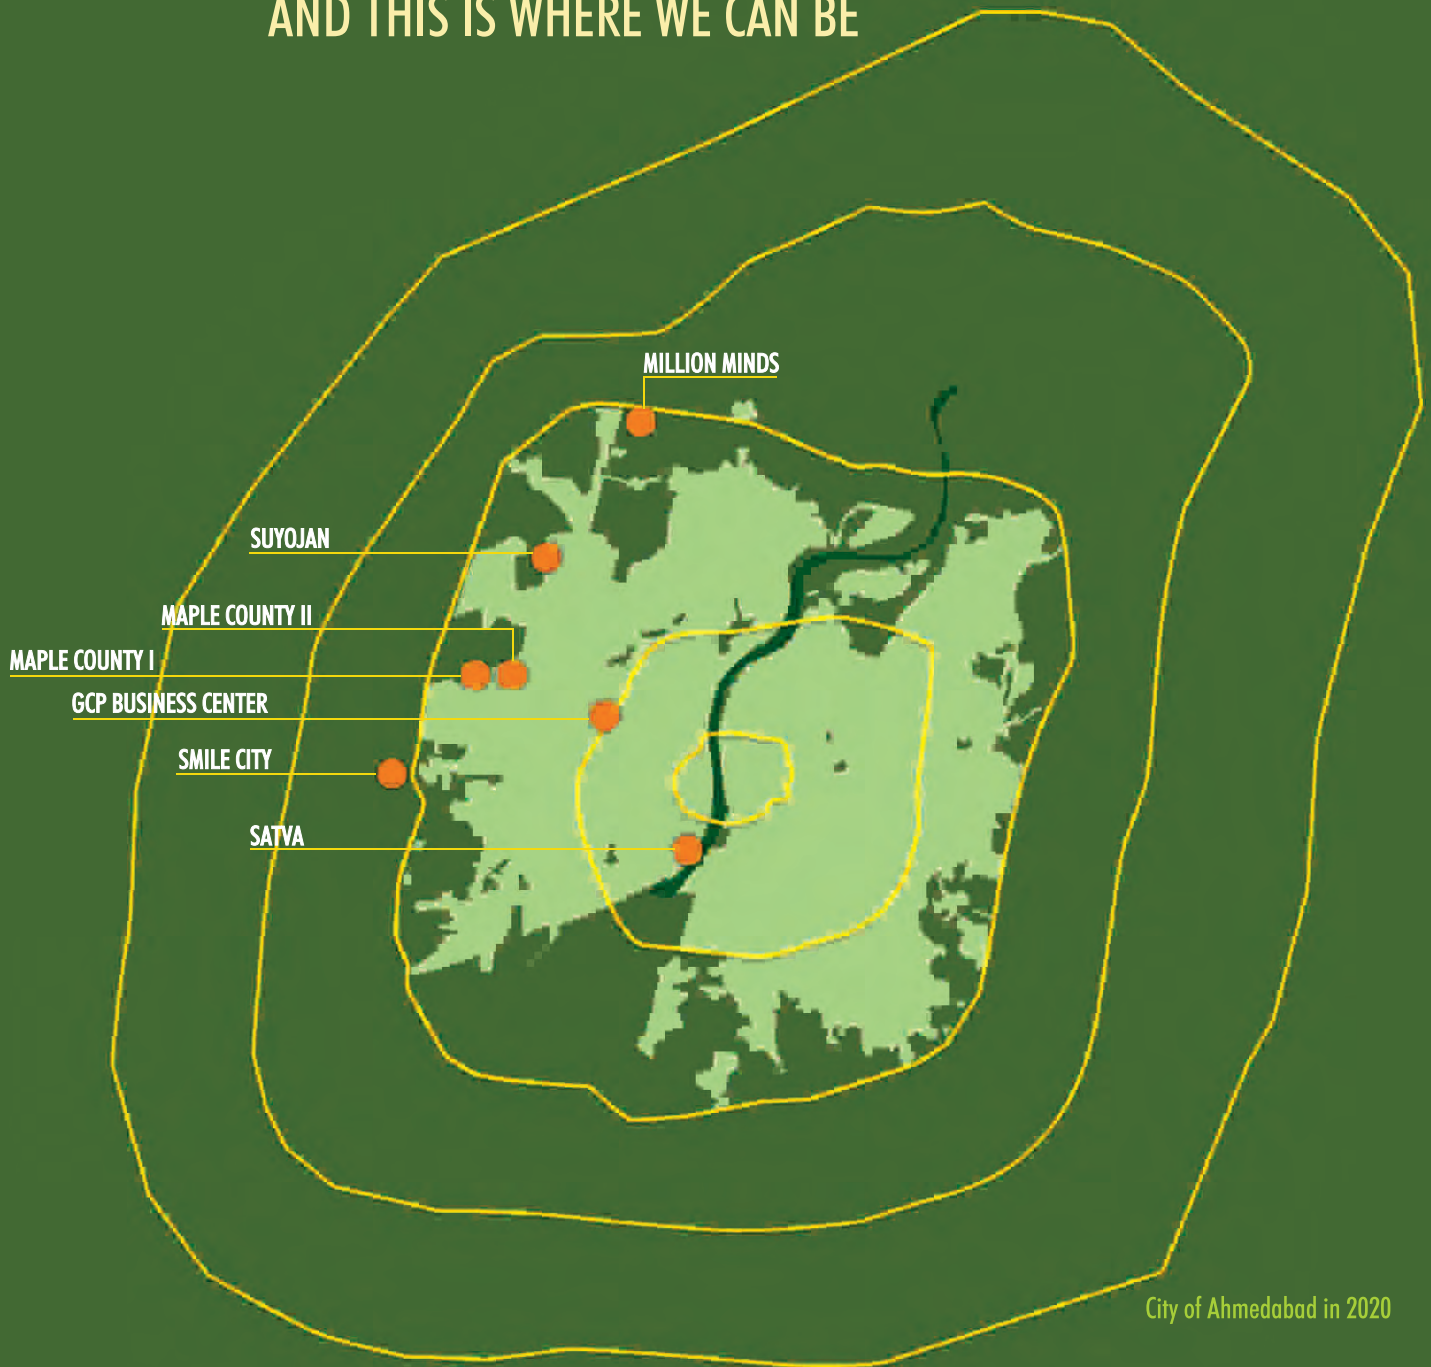 AND THIS IS WHERE WE CAN BE
MILLION MINDS
SUYOJAN
MAPLE COUNTY II
MAPLE COUNTY I
GCP BUSINESS CENTER
SMILE CITY
SATVA
City of Ahmedabad in 2020